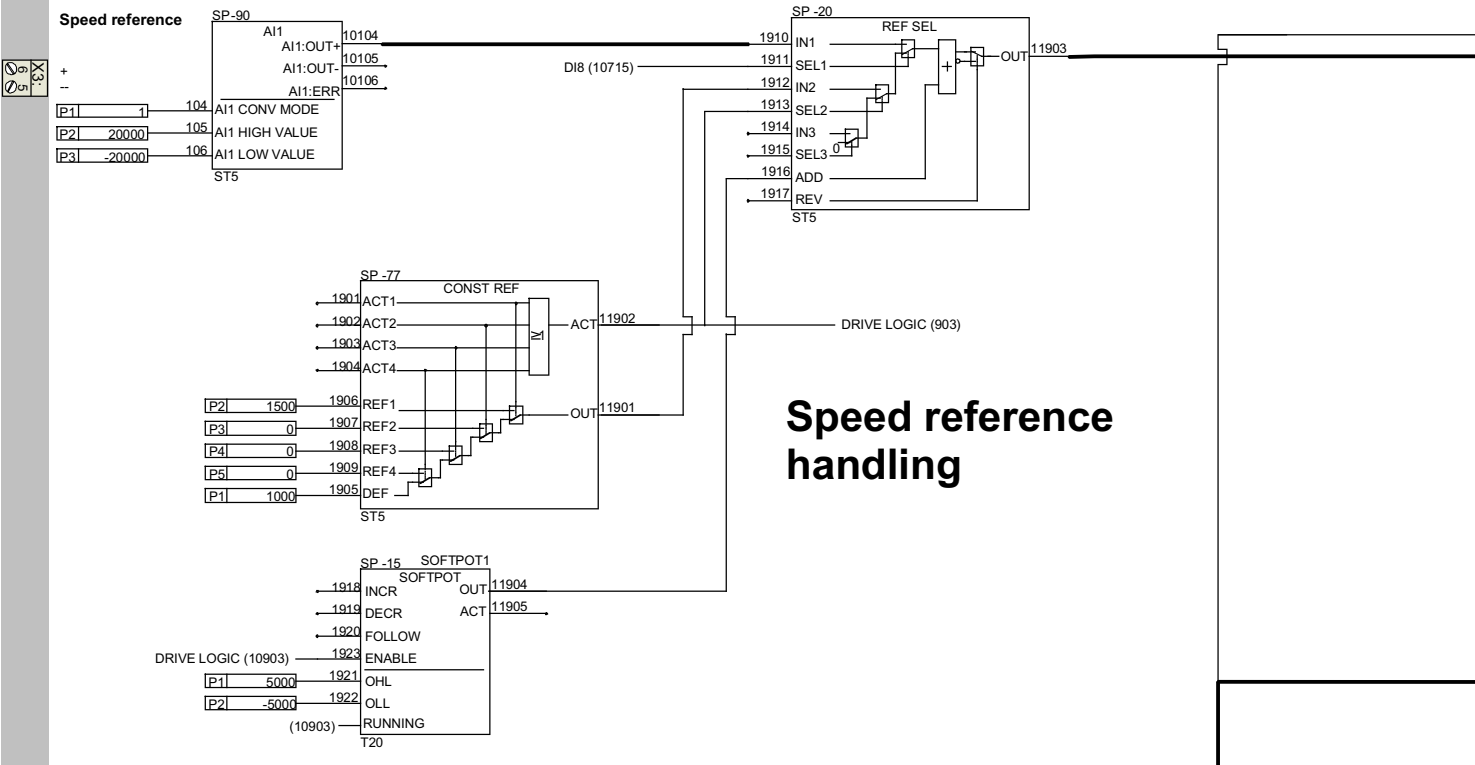 Speed reference
X3:
6 5
+
--
SP-90
AI1
AI1:OUT+ 10104
AI1:OUT- 10105
AI1:ERR 10106
P1 1 104 AI1 CONV MODE
P2 20000 105 AI1 HIGH VALUE
P3 -20000 106 AI1 LOW VALUE
ST5
SP -20
REF SEL
1910 IN1
DI8 (10715) 1911 SEL1
1912 IN2
1913 SEL2
1914 IN3
1915 SEL3 0
1916 ADD
1917 REV
+
OUT 11903
ST5
SP -77
CONST REF
1901 ACT1
1902 ACT2
1903 ACT3
1904 ACT4
≥1
ACT 11902
DRIVE LOGIC (903)
P2 1500 1906 REF1
OUT 11901
P3 0 1907 REF2
P4 0 1908 REF3
P5 0 1909 REF4
P1 1000 1905 DEF
ST5
Speed reference
handling
SP -15 SOFTPOT1
SOFTPOT
1918 INCR OUT 11904
1919 DECR ACT 11905
1920 FOLLOW
DRIVE LOGIC (10903) 1923 ENABLE
P1 5000 1921 OHL
P2 -5000 1922 OLL
(10903) RUNNING
T20